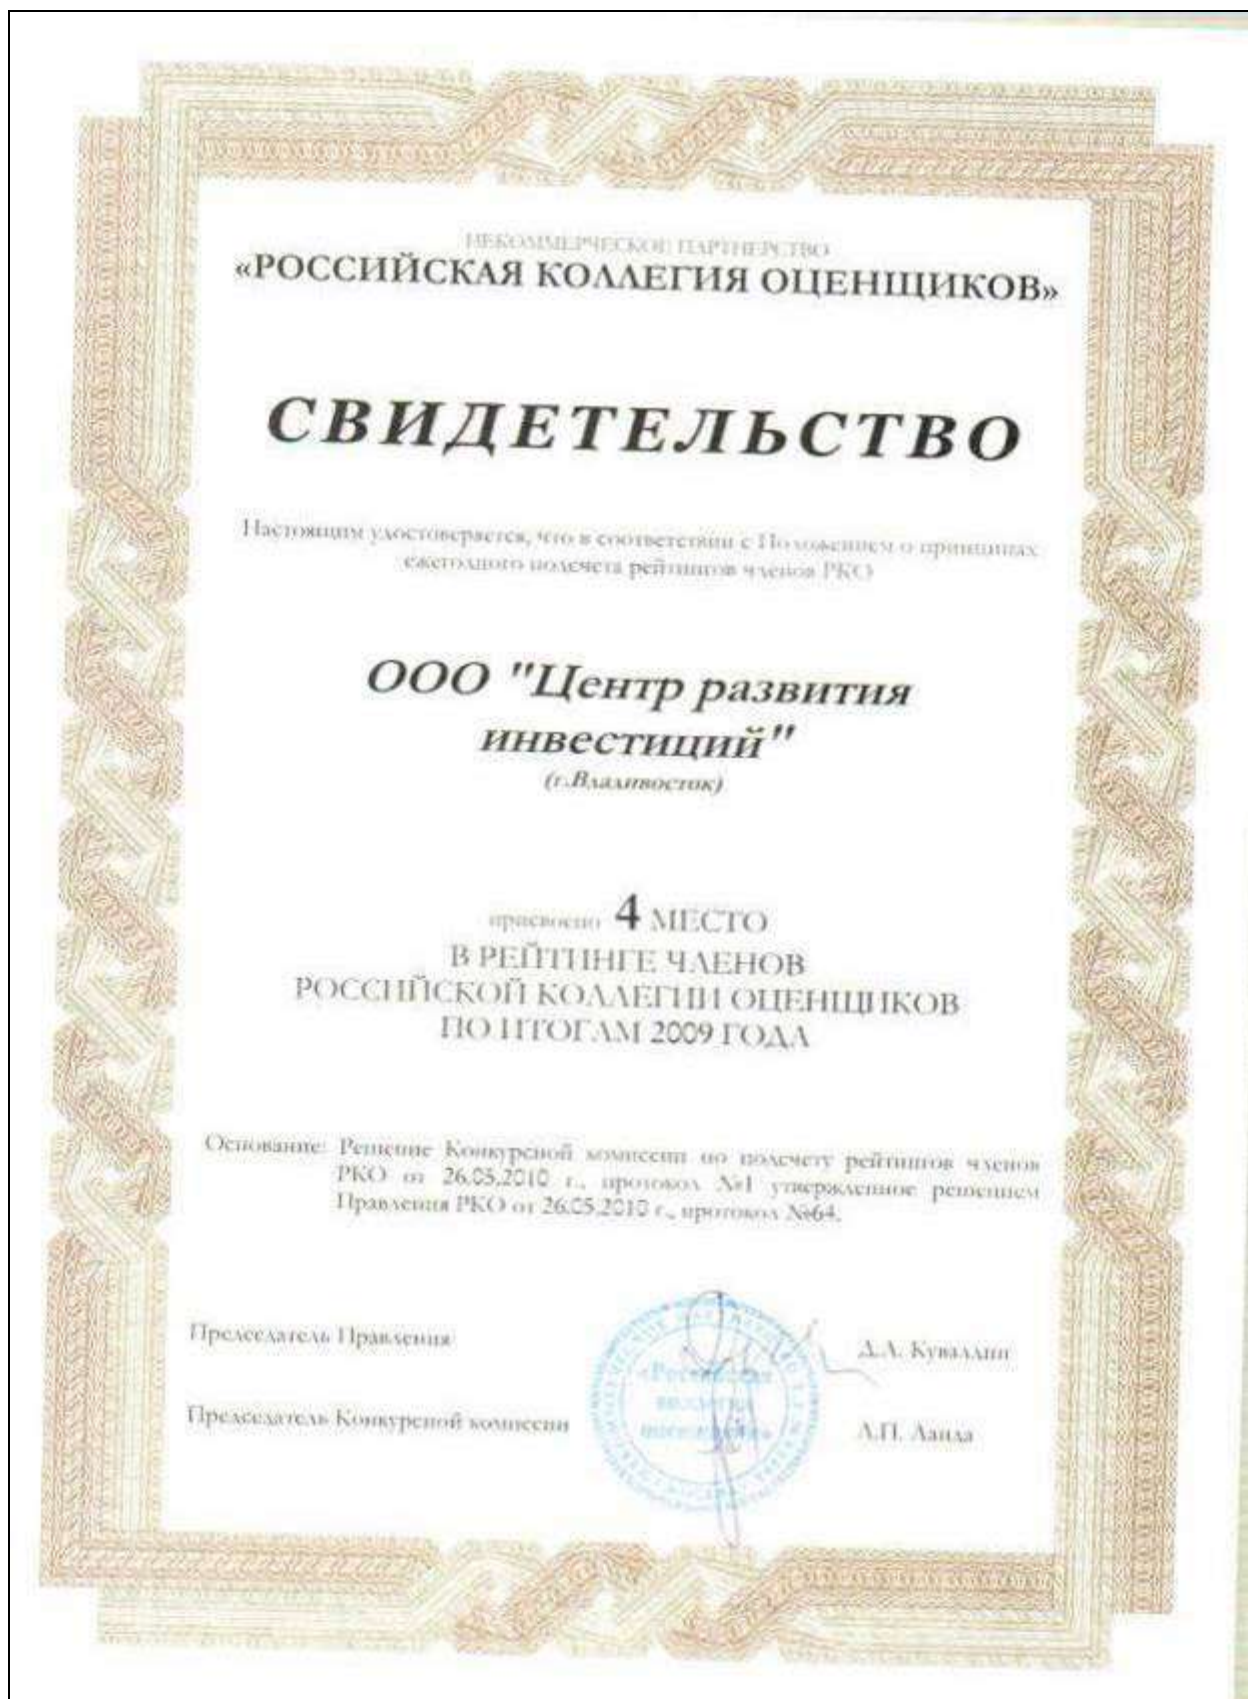 НЕКОММЕРЧЕСКОЕ ПАРТНЕРСТВО
«РОССИЙСКАЯ КОЛЛЕГИЯ ОЦЕНЩИКОВ»
СВИДЕТЕЛЬСТВО
Настоящим удостоверяется, что в соответствии с Положением о принципах
ежегодного подсчета рейтингов членов РКО
ООО "Центр развития
инвестиций"
(г.Владивосток)
присвоено 4 МЕСТО
В РЕЙТИНГЕ ЧЛЕНОВ
РОССИЙСКОЙ КОЛЛЕГИИ ОЦЕНЩИКОВ
ПО ИТОГАМ 2009 ГОДА
Основание: Решение Конкурсной комиссии по подсчету рейтингов членов
РКО от 26.05.2010 г., протокол №1 утвержденное решением
Правления РКО от 26.05.2010 г., протокол №64.
Председатель Правления
Д.А. Кувалдин
Председатель Конкурсной комиссии
Л.П. Ланда
«Российская
коллегия
оценщиков»